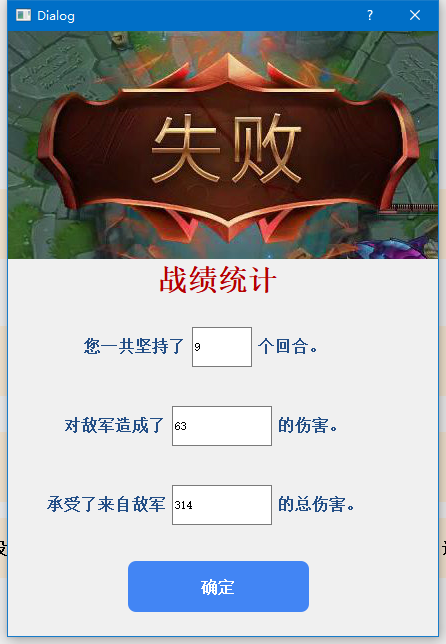 Dialog
失败
战绩统计
您一共坚持了 9 个回合。
对敌军造成了 63 的伤害。
承受了来自敌军 314 的总伤害。
确定